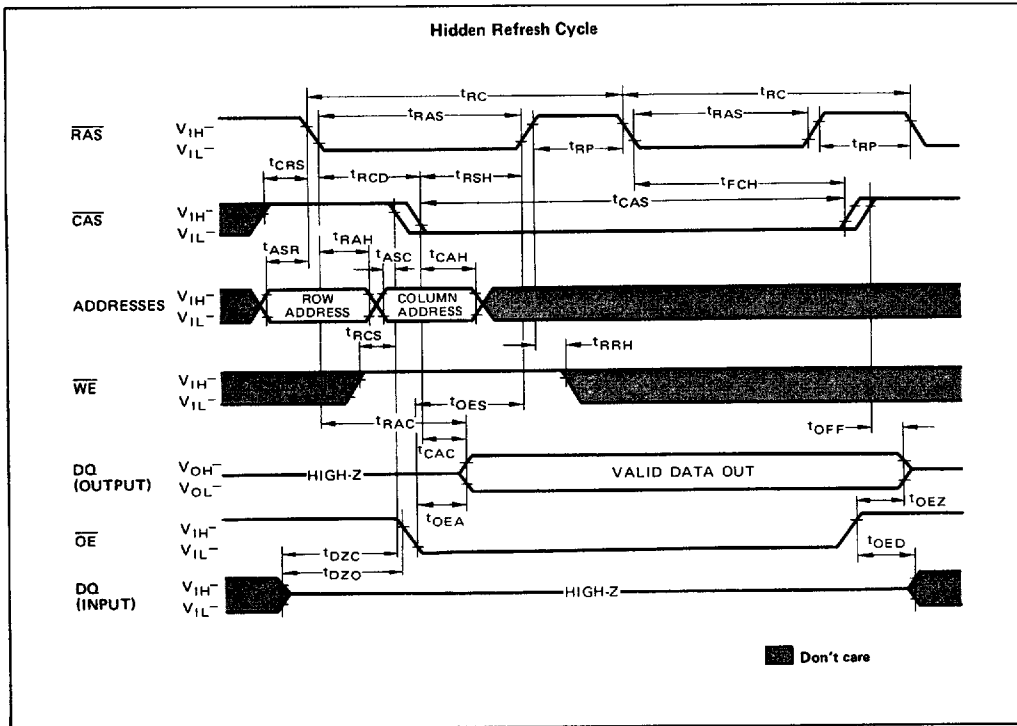 Hidden Refresh Cycle
tRC tRC
tRAS tRAS
RAS VIH-
VIL-
tRP tRP
tCRS
tRCD tRSH tFCH
tCAS
CAS VIH-
VIL-
tRAH
tASR tASC tCAH
ADDRESSES VIH-
VIL-
ROW ADDRESS
COLUMN ADDRESS
tRCS
tRRH
WE VIH-
VIL-
tOES
tRAC
tOFF
tCAC
DQ (OUTPUT) VOH-
VOL-
HIGH-Z VALID DATA OUT
tOEA tOEZ
OE VIH-
VIL-
tDZC tOED
tDZO
DQ (INPUT) VIH-
VIL-
HIGH-Z
Don't care